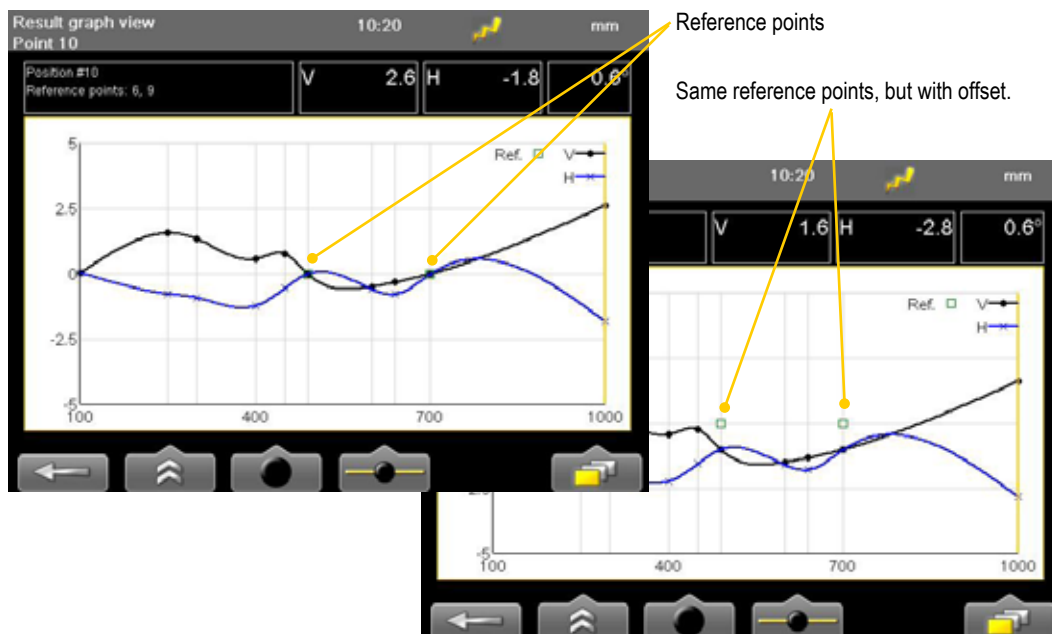 Result graph view
Point 10
10:20
mm
Position #10
Reference points: 6, 9
V 2.6 H -1.8 0.6°
Reference points
Same reference points, but with offset.
5
2.5
0
-2.5
-5
Ref. V
H
100 400 700 1000
10:20
mm
V 1.6 H -2.8 0.6°
Ref. V
H
-5
100 400 700 1000